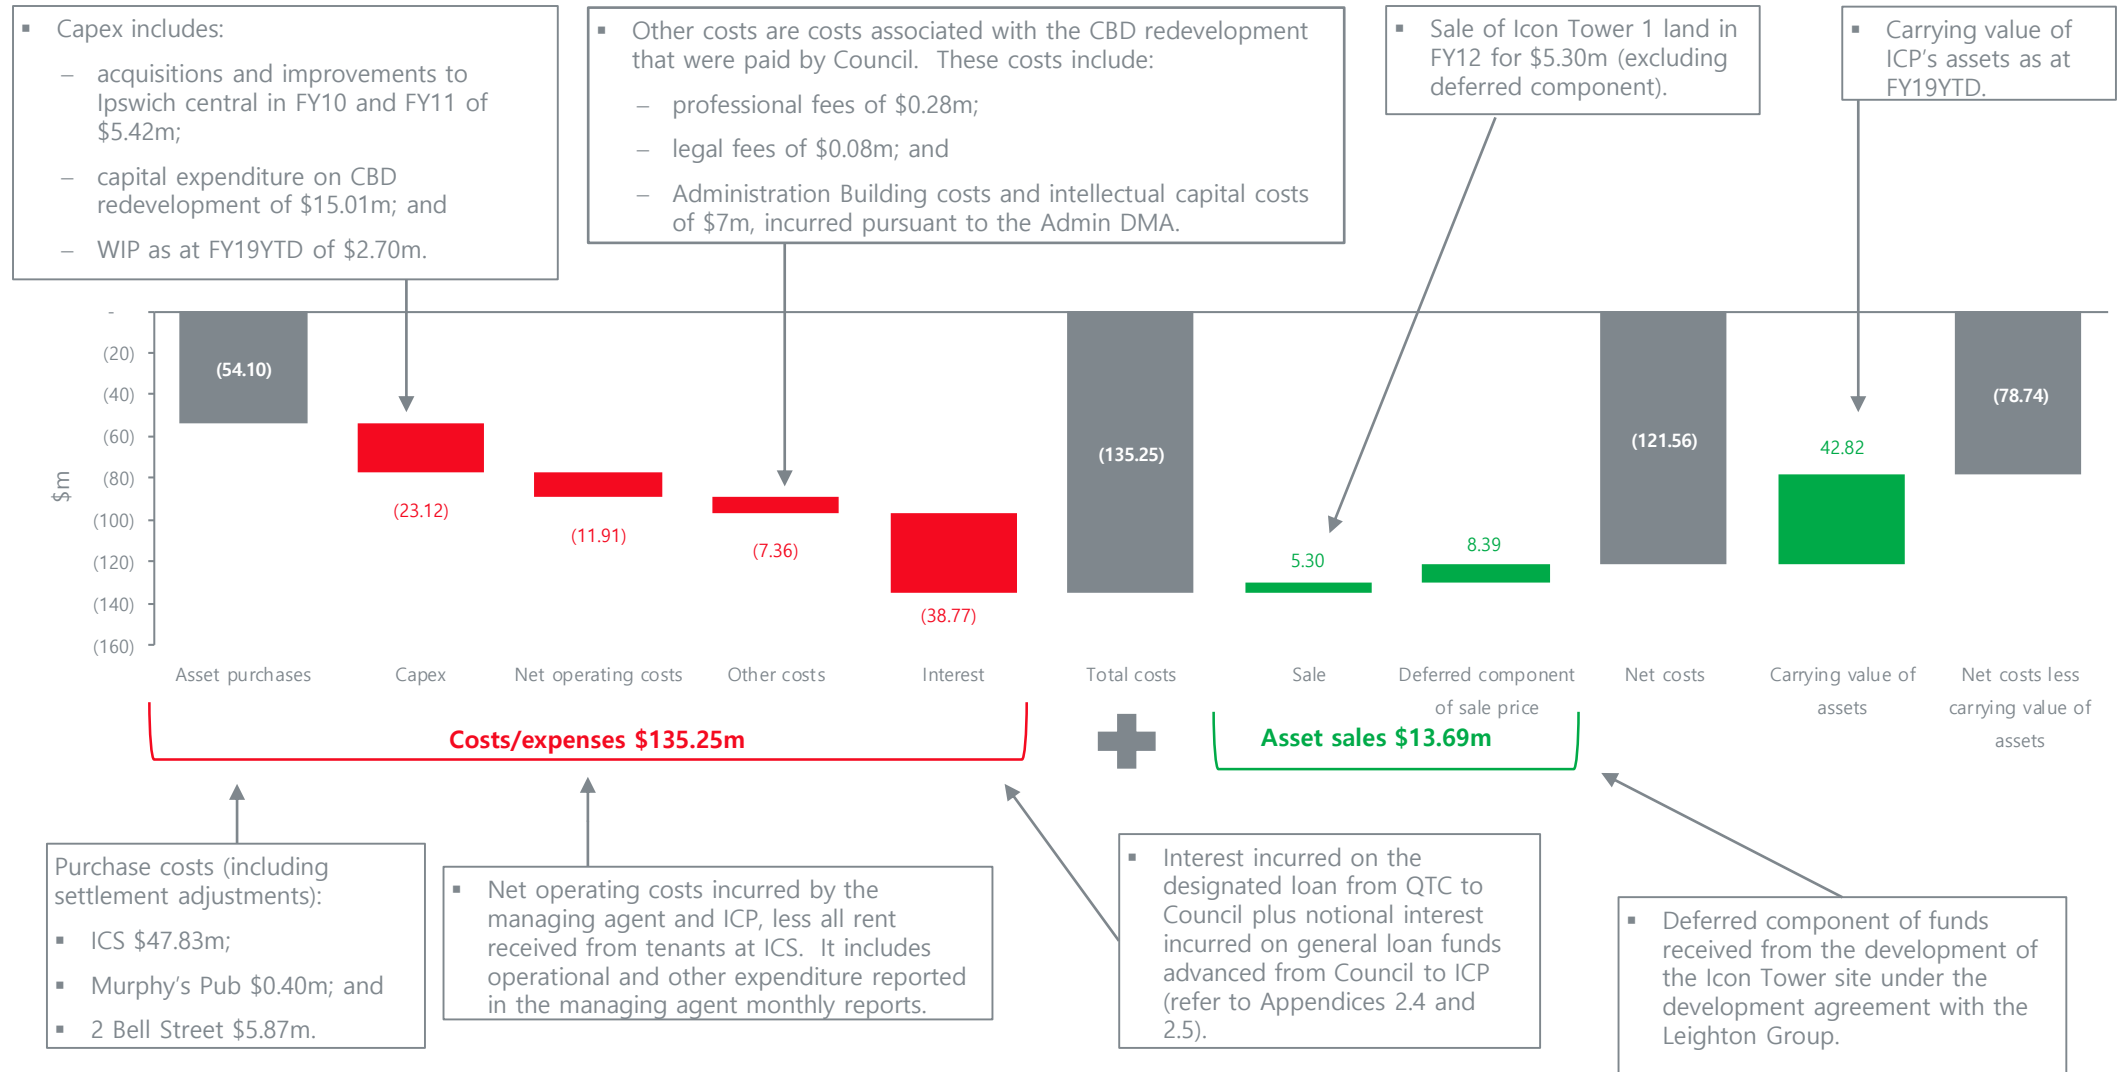 ▪ Capex includes:
– acquisitions and improvements to
Ipswich central in FY10 and FY11 of
$5.42m;
– capital expenditure on CBD
redevelopment of $15.01m; and
– WIP as at FY19YTD of $2.70m.
▪ Other costs are costs associated with the CBD redevelopment
that were paid by Council. These costs include:
– professional fees of $0.28m;
– legal fees of $0.08m; and
– Administration Building costs and intellectual capital costs
of $7m, incurred pursuant to the Admin DMA.
▪ Sale of Icon Tower 1 land in
FY12 for $5.30m (excluding
deferred component).
▪ Carrying value of
ICP's assets as at
FY19YTD.
$m
-
(20)
(40)
(60)
(80)
(100)
(120)
(140)
(160)
(54.10)
(23.12)
(11.91)
(7.36)
(38.77)
(135.25)
5.30
8.39
(121.56)
42.82
(78.74)
Asset purchases
Capex
Net operating costs
Other costs
Interest
Total costs
Sale
Deferred component
of sale price
Net costs
Carrying value of
assets
Net costs less
carrying value of
assets
Costs/expenses $135.25m
Asset sales $13.69m
Purchase costs (including
settlement adjustments):
▪ ICS $47.83m;
▪ Murphy's Pub $0.40m; and
▪ 2 Bell Street $5.87m.
▪ Net operating costs incurred by the
managing agent and ICP, less all rent
received from tenants at ICS. It includes
operational and other expenditure reported
in the managing agent monthly reports.
▪ Interest incurred on the
designated loan from QTC to
Council plus notional interest
incurred on general loan funds
advanced from Council to ICP
(refer to Appendices 2.4 and
2.5).
▪ Deferred component of funds
received from the development of
the Icon Tower site under the
development agreement with the
Leighton Group.